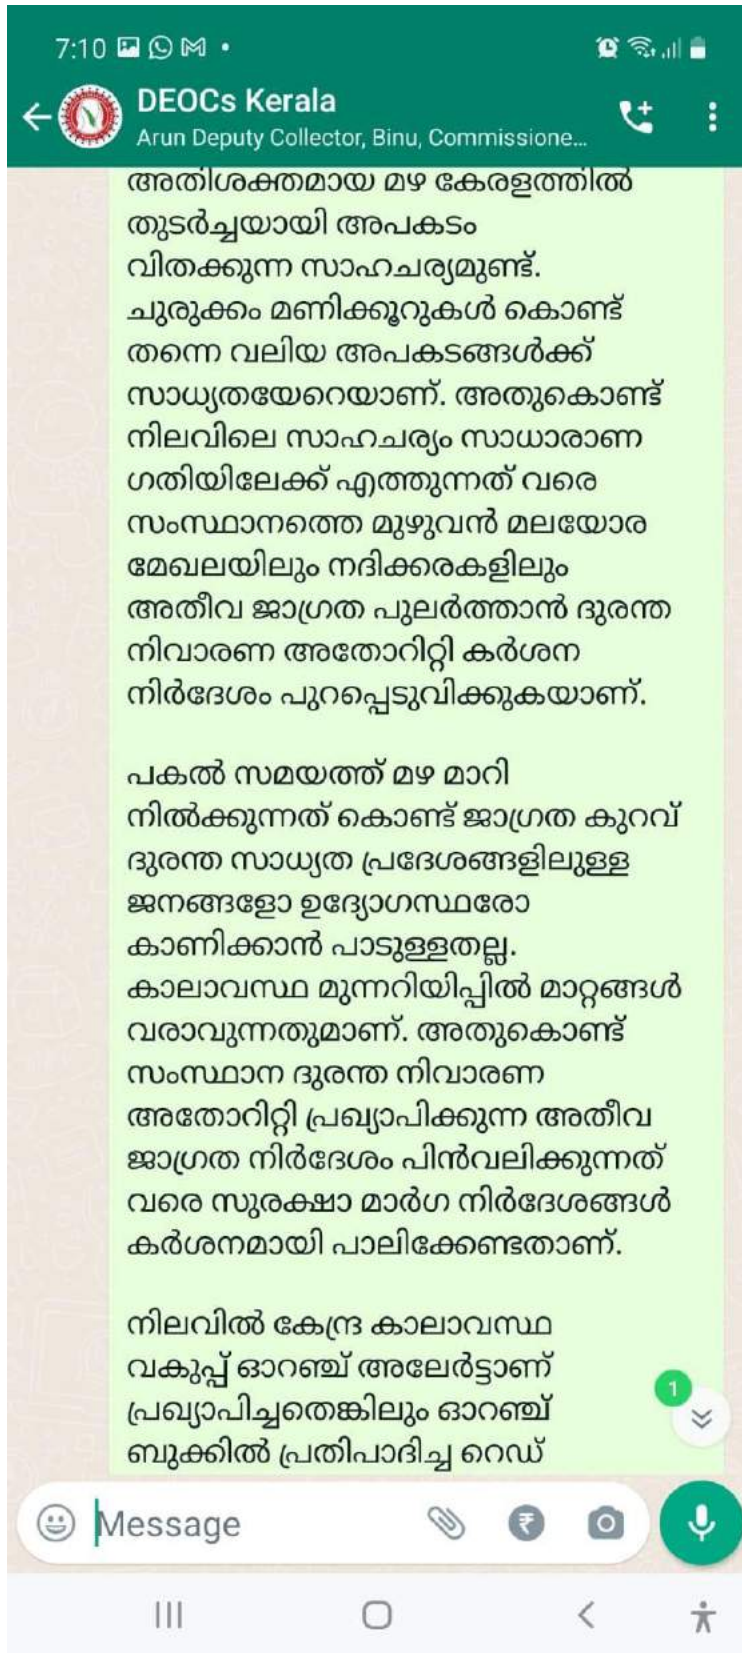 7:10
DEOCs Kerala
Arun Deputy Collector, Binu, Commissione...
അതിശക്തമായ മഴ കേരളത്തിൽ
തുടർച്ചയായി അപകടം
വിതക്കുന്ന സാഹചര്യമുണ്ട്.
ചുരുക്കം മണിക്കൂറുകൾ കൊണ്ട്
തന്നെ വലിയ അപകടങ്ങൾക്ക്
സാധ്യതയേറെയാണ്. അതുകൊണ്ട്
നിലവിലെ സാഹചര്യം സാധാരാണ
ഗതിയിലേക്ക് എത്തുന്നത് വരെ
സംസ്ഥാനത്തെ മുഴുവൻ മലയോര
മേഖലയിലും നദിക്കരകളിലും
അതീവ ജാഗ്രത പുലർത്താൻ ദുരന്ത
നിവാരണ അതോറിറ്റി കർശന
നിർദേശം പുറപ്പെടുവിക്കുകയാണ്.
പകൽ സമയത്ത് മഴ മാറി
നിൽക്കുന്നത് കൊണ്ട് ജാഗ്രത കുറവ്
ദുരന്ത സാധ്യത പ്രദേശങ്ങളിലുള്ള
ജനങ്ങളോ ഉദ്യോഗസ്ഥരോ
കാണിക്കാൻ പാടുള്ളതല്ല.
കാലാവസ്ഥ മുന്നറിയിപ്പിൽ മാറ്റങ്ങൾ
വരാവുന്നതുമാണ്. അതുകൊണ്ട്
സംസ്ഥാന ദുരന്ത നിവാരണ
അതോറിറ്റി പ്രഖ്യാപിക്കുന്ന അതീവ
ജാഗ്രത നിർദേശം പിൻവലിക്കുന്നത്
വരെ സുരക്ഷാ മാർഗ നിർദേശങ്ങൾ
കർശനമായി പാലിക്കേണ്ടതാണ്.
നിലവിൽ കേന്ദ്ര കാലാവസ്ഥ
വകുപ്പ് ഓറഞ്ച് അലേർട്ടാണ്
പ്രഖ്യാപിച്ചതെങ്കിലും ഓറഞ്ച്
ബുക്കിൽ പ്രതിപാദിച്ച റെഡ്
1
Message